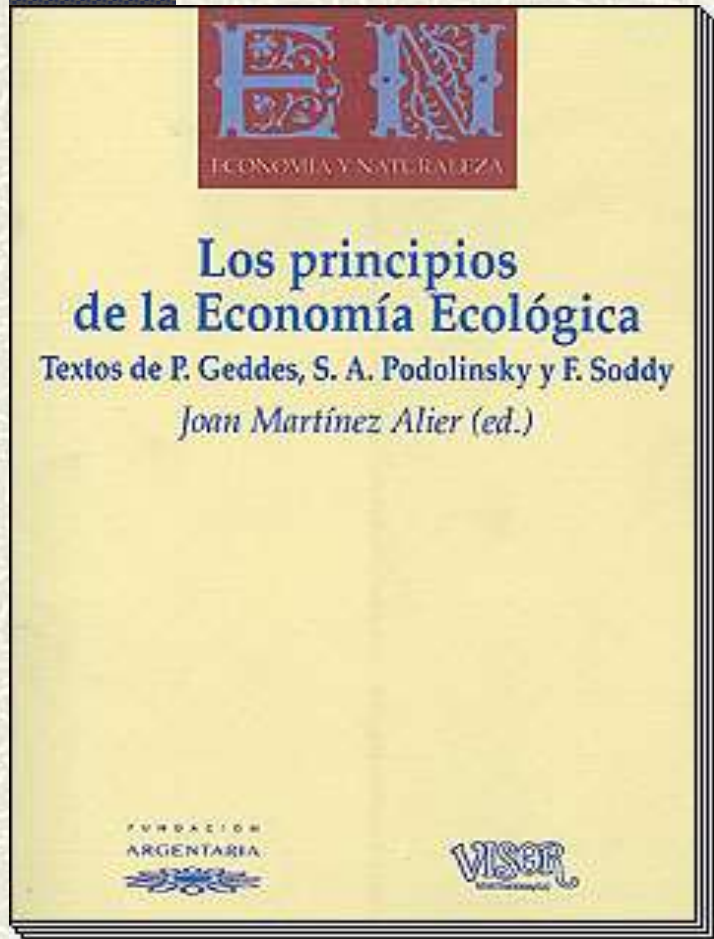 EN
ECONOMÍA Y NATURALEZA
Los principios
de la Economía Ecológica
Textos de P. Geddes, S. A. Podolinsky y F. Soddy
Joan Martínez Alier (ed.)
FUNDACIÓN
ARGENTARIA
VISOR